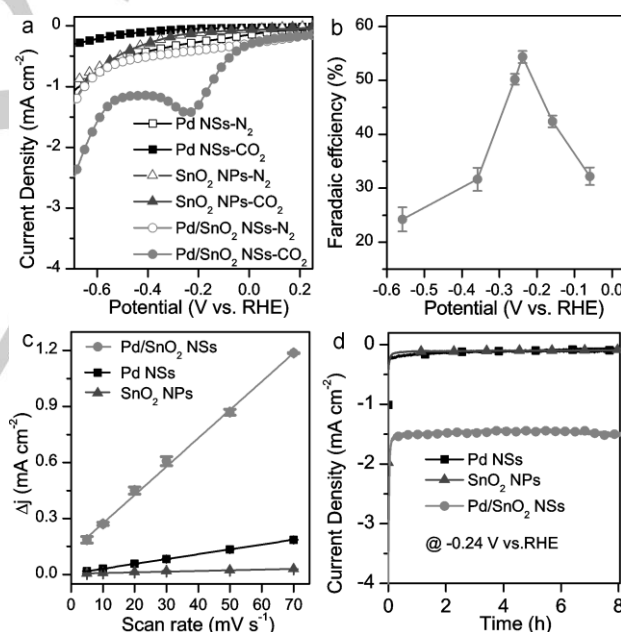 a
0
-1
-2
-3
-4
Current Density (mA cm⁻²)
Pd NSs-N₂
Pd NSs-CO₂
SnO₂ NPs-N₂
SnO₂ NPs-CO₂
Pd/SnO₂ NSs-N₂
Pd/SnO₂ NSs-CO₂
-0.6 -0.4 -0.2 0.0 0.2
Potential (V vs. RHE)
b
60
50
40
30
20
Faradaic effciency (%)
-0.6 -0.5 -0.4 -0.3 -0.2 -0.1 0.0
Potential (V vs. RHE)
c
1.2
0.9
0.6
0.3
0.0
Δj (mA cm⁻²)
Pd/SnO₂ NSs
Pd NSs
SnO₂ NPs
0 10 20 30 40 50 60 70
Scan rate (mV s⁻¹)
d
0
-1
-2
-3
-4
Current Density (mA cm⁻²)
Pd NSs
SnO₂ NPs
Pd/SnO₂ NSs
@ -0.24 V vs.RHE
0 2 4 6 8
Time (h)